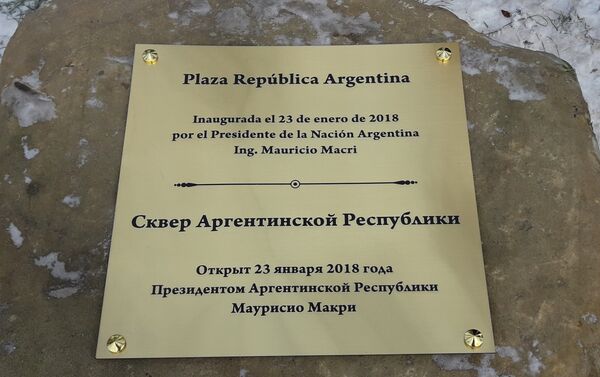 Plaza República Argentina
Inaugurada el 23 de enero de 2018
por el Presidente de la Nación Argentina
Ing. Mauricio Macri
Сквер Аргентинской Республики
Открыт 23 января 2018 года
Президентом Аргентинской Республики
Маурисио Макри